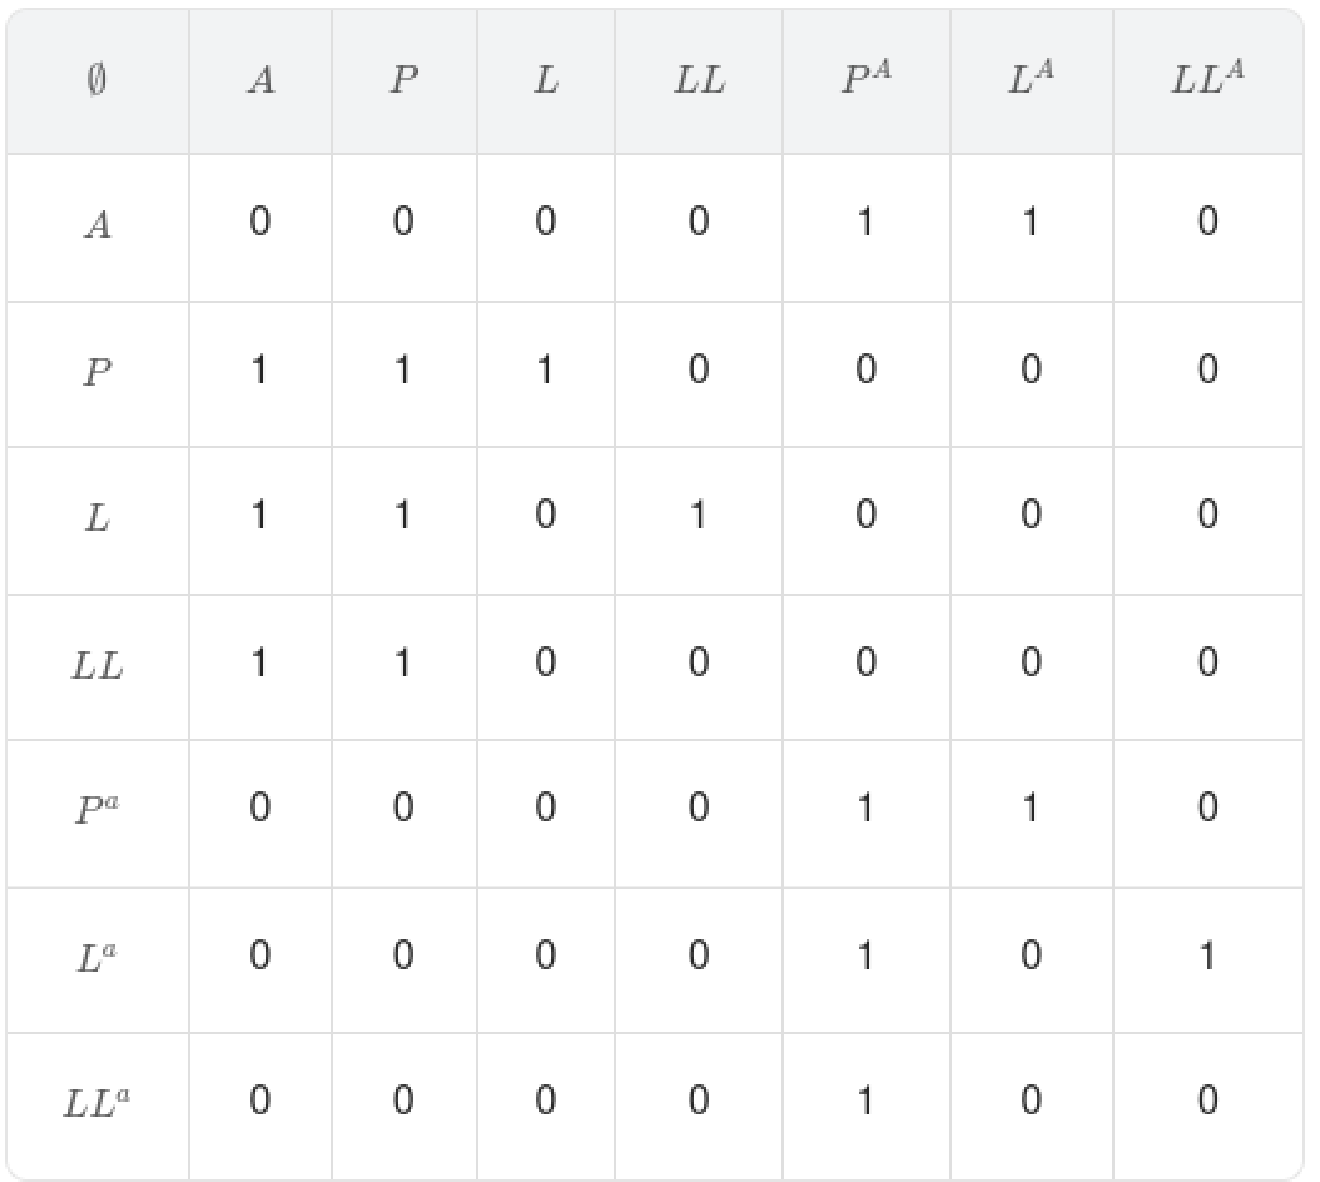 ∅ A P L LL P^A L^A LL^A
A 0 0 0 0 1 1 0
P 1 1 1 0 0 0 0
L 1 1 0 1 0 0 0
LL 1 1 0 0 0 0 0
P^a 0 0 0 0 1 1 0
L^a 0 0 0 0 1 0 1
LL^a 0 0 0 0 1 0 0